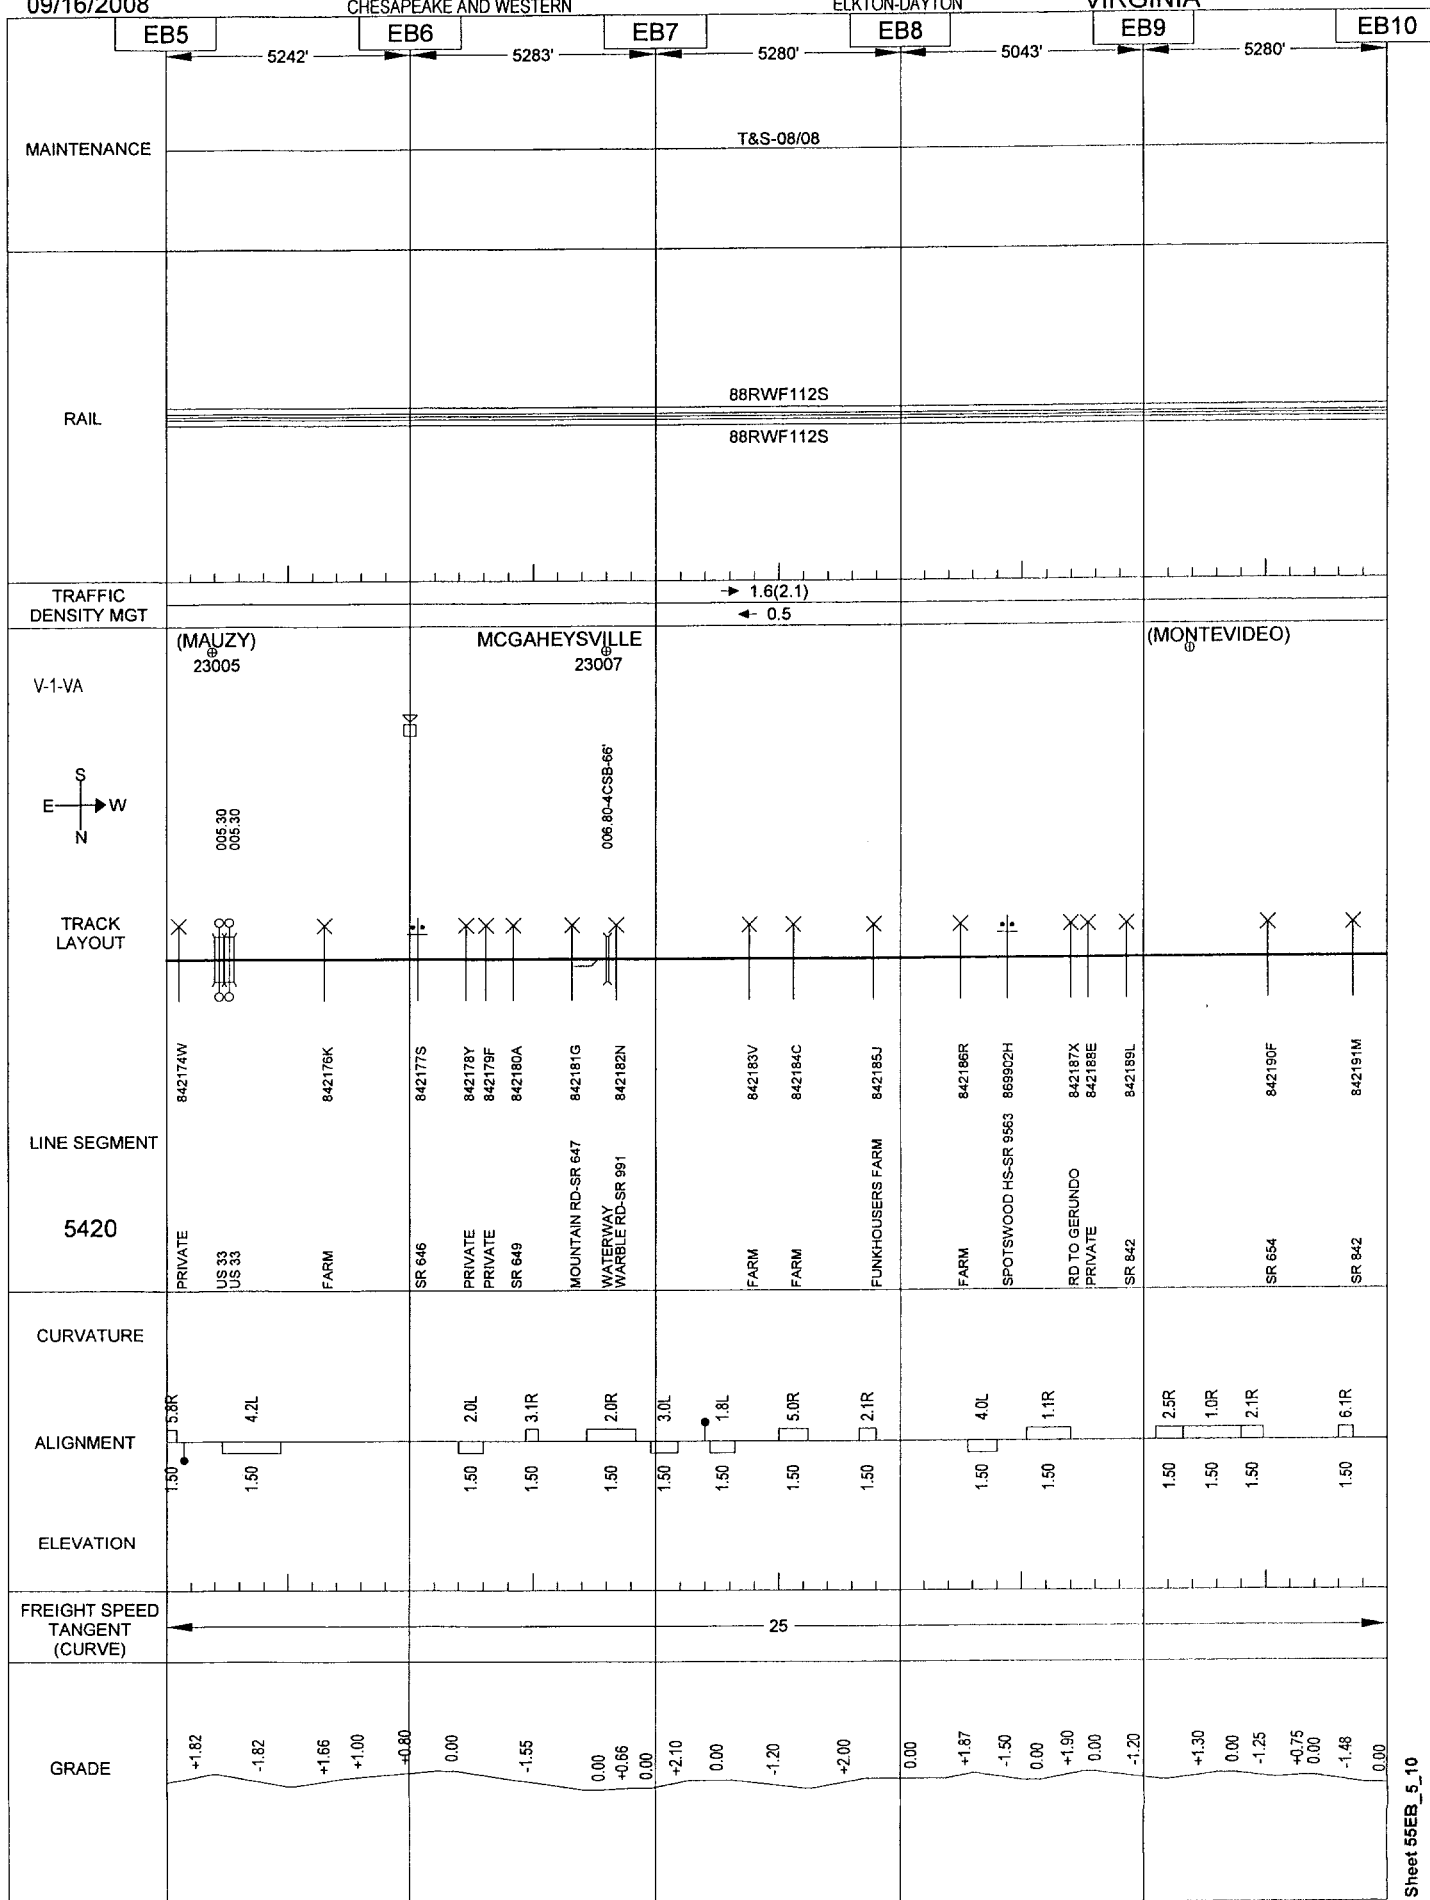 09/16/2008 CHESAPEAKE AND WESTERN ELKTON-DAYTON VIRGINIA
EB5 EB6 EB7 EB8 EB9 EB10
5242' 5283' 5280' 5043' 5280'
MAINTENANCE
T&S-08/08
88RWF112S
RAIL
88RWF112S
TRAFFIC
DENSITY MGT
1.6(2.1)
0.5
(MAUZY) MCGAHEYSVILLE (MONTEVIDEO)
23005 23007
V-1-VA
S
E W
N
005.30
005.30
006.80-4CSB-66'
TRACK
LAYOUT
842174W
842176K
842177S
842178Y
842179F
842180A
842181G
842182N
842183V
842184C
842185J
842186R
869902H
842187X
842188E
842189L
842190F
842191M
LINE SEGMENT
5420
PRIVATE
US 33
US 33
FARM
SR 646
PRIVATE
PRIVATE
SR 649
MOUNTAIN RD-SR 647
WATERWAY
WARBLE RD-SR 991
FARM
FARM
FUNKHOUSERS FARM
FARM
SPOTSWOOD HS-SR 9563
RD TO GERUNDO
PRIVATE
SR 842
SR 654
SR 842
CURVATURE
5.8R 4.2L 2.0L 3.1R 2.0R 3.0L 1.8L 5.0R 2.1R 4.0L 1.1R 2.5R 1.0R 2.1R 6.1R
ALIGNMENT
1.50 1.50 1.50 1.50 1.50 1.50 1.50 1.50 1.50 1.50 1.50 1.50 1.50 1.50 1.50
ELEVATION
FREIGHT SPEED
TANGENT
(CURVE)
25
GRADE
+1.82 -1.82 +1.66 +1.00 +0.80 0.00 -1.55 0.00 +0.66 0.00 +2.10 0.00 -1.20 +2.00 0.00 +1.87 -1.50 0.00 +1.90 0.00 -1.20 +1.30 0.00 -1.25 +0.75 0.00 -1.48 0.00
Sheet 55EB_5_10